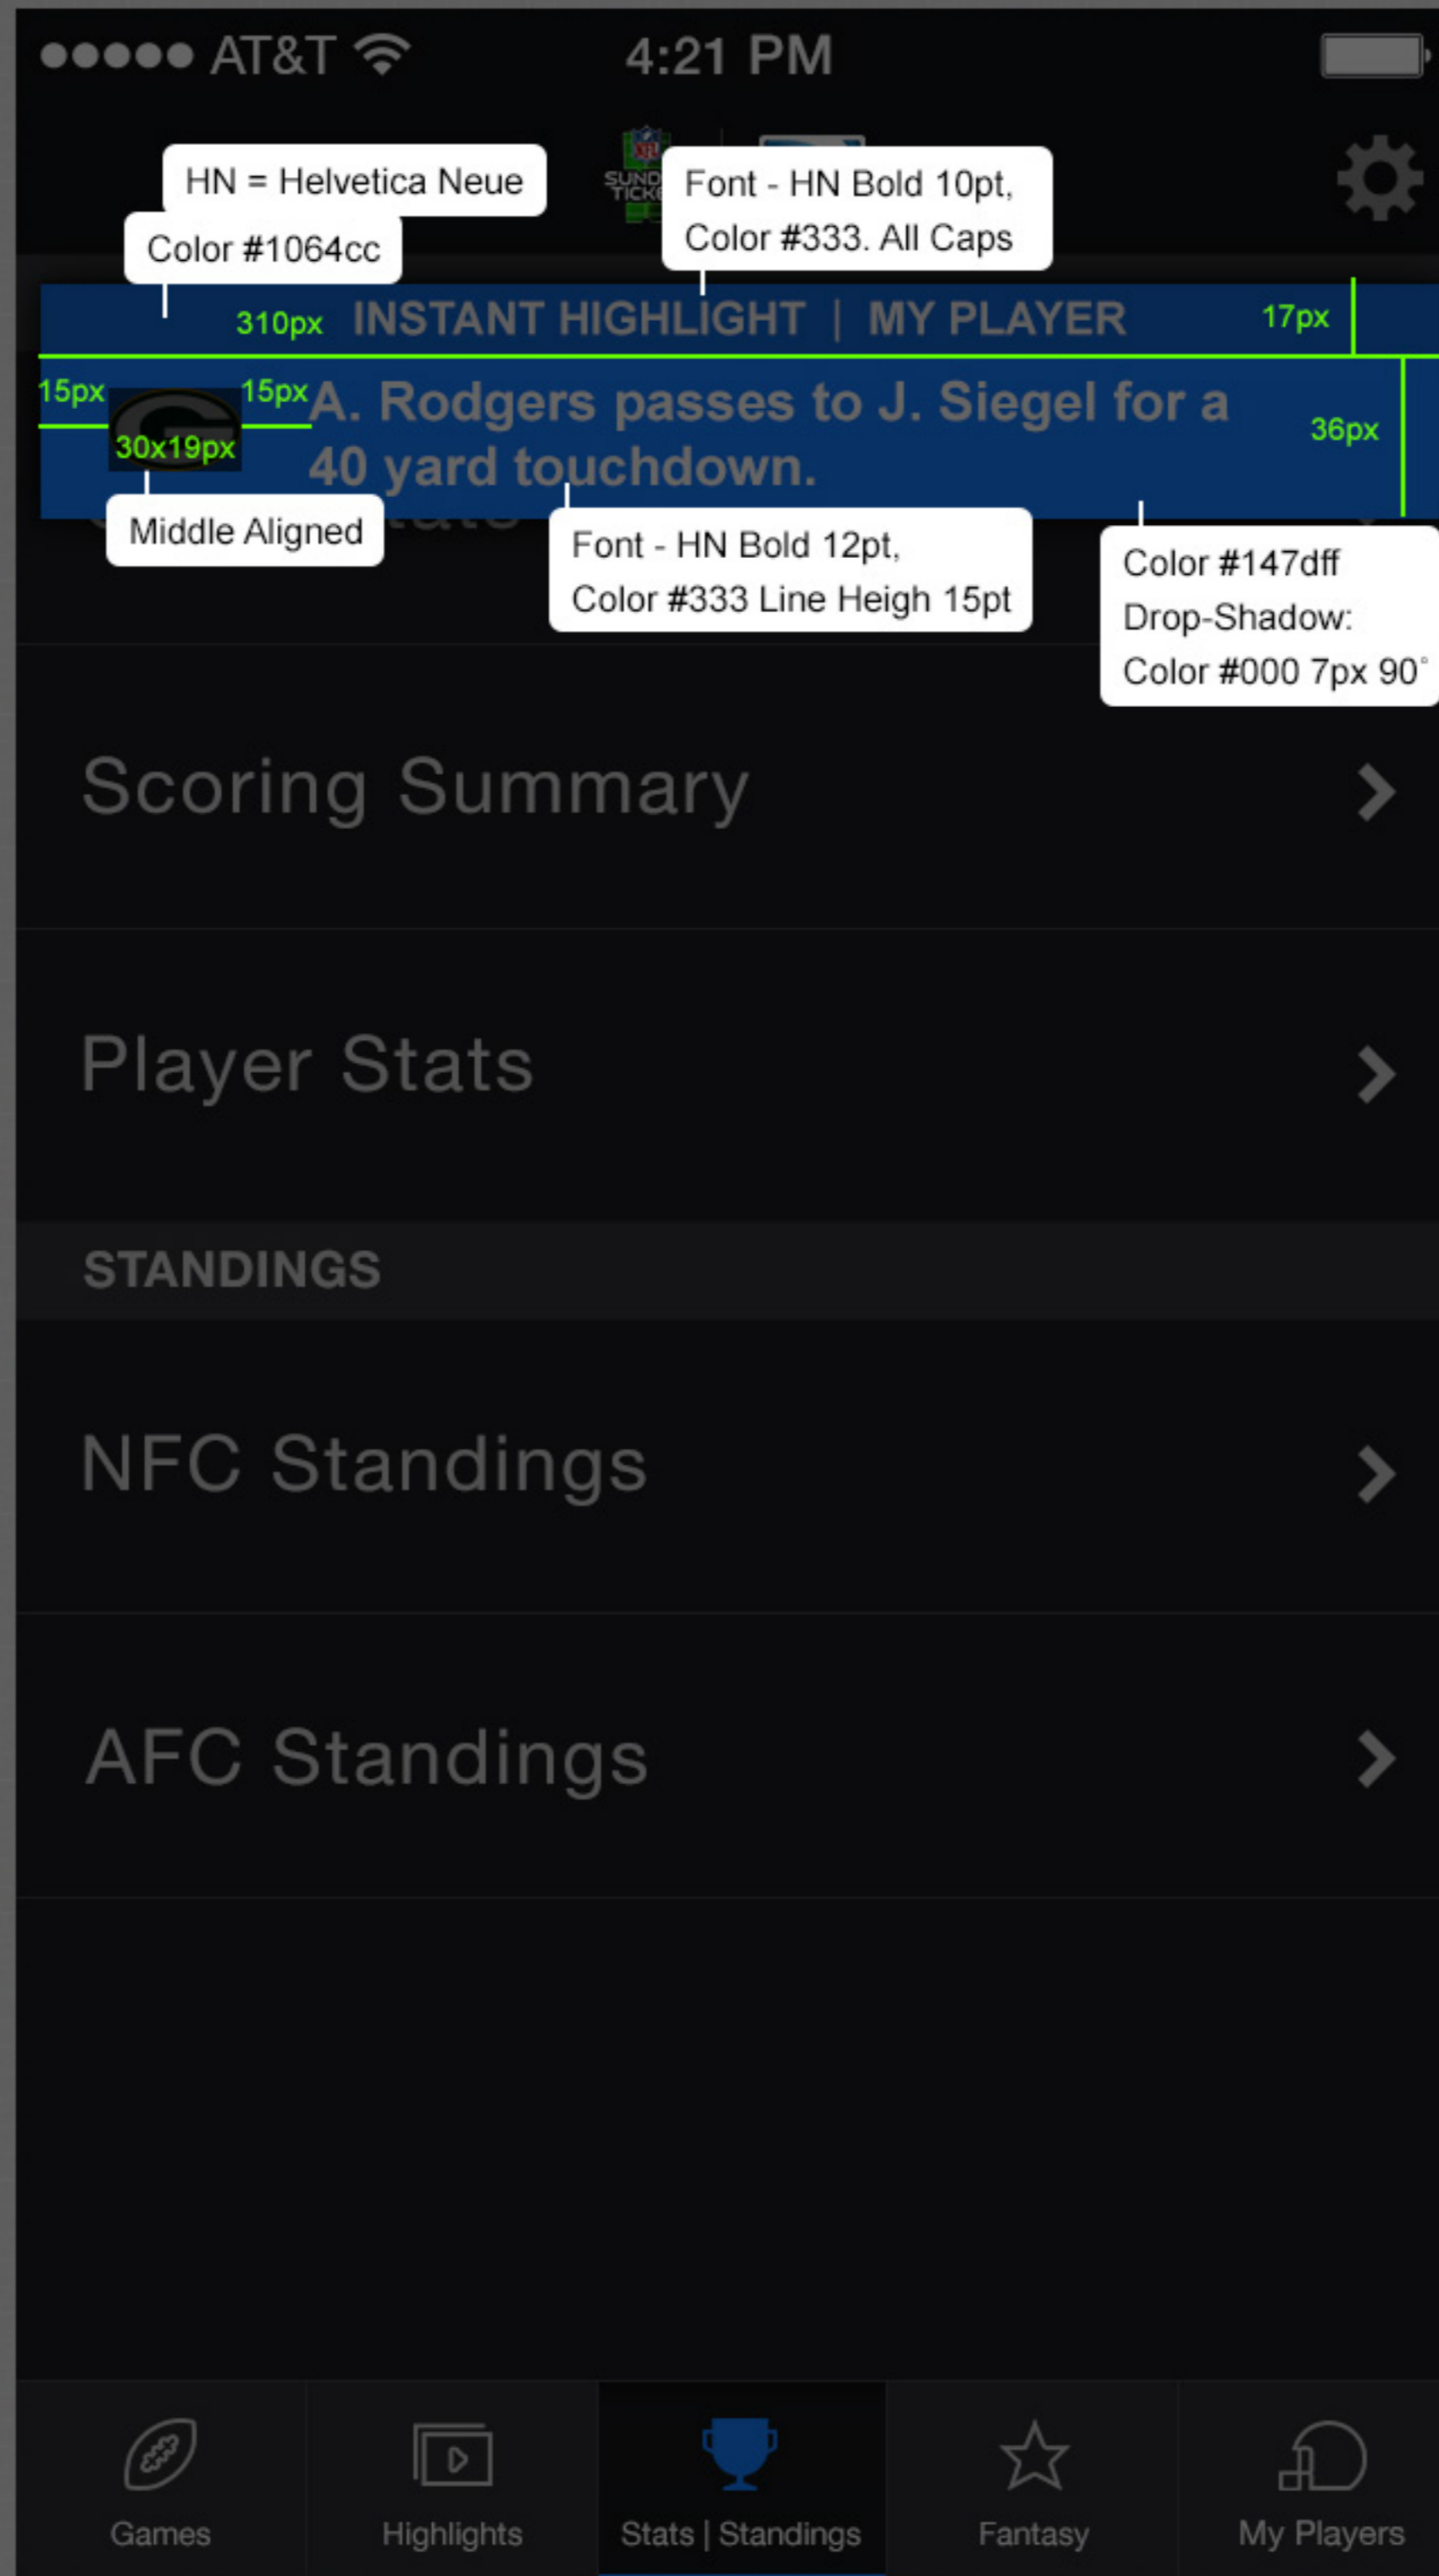 AT&T 4:21 PM
HN = Helvetica Neue
Color #1064cc
NFL
SUND
TICKE
Font - HN Bold 10pt,
Color #333. All Caps
310px INSTANT HIGHLIGHT | MY PLAYER 17px
15px 15px A. Rodgers passes to J. Siegel for a
30x19px 40 yard touchdown. 36px
Middle Aligned
Font - HN Bold 12pt,
Color #333 Line Heigh 15pt
Color #147dff
Drop-Shadow:
Color #000 7px 90°
Scoring Summary
Player Stats
STANDINGS
NFC Standings
AFC Standings
Games Highlights Stats | Standings Fantasy My Players